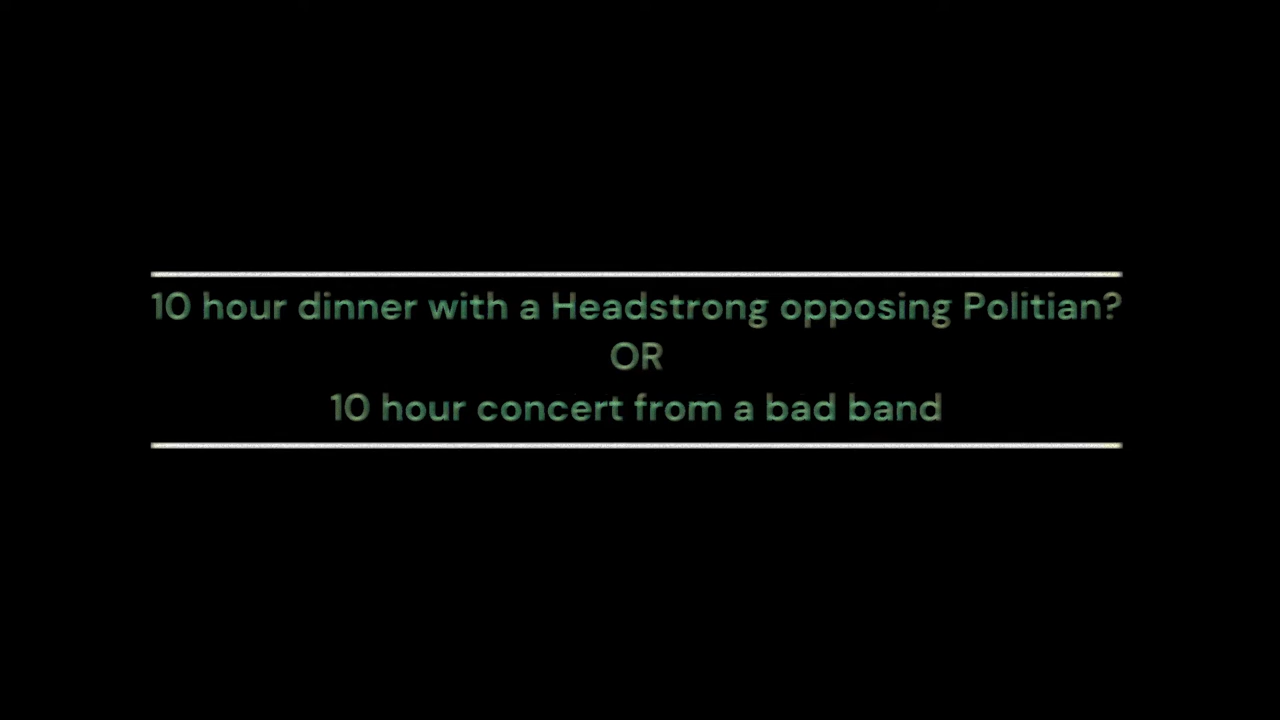 10 hour dinner with a Headstrong opposing Politian?
OR
10 hour concert from a bad band